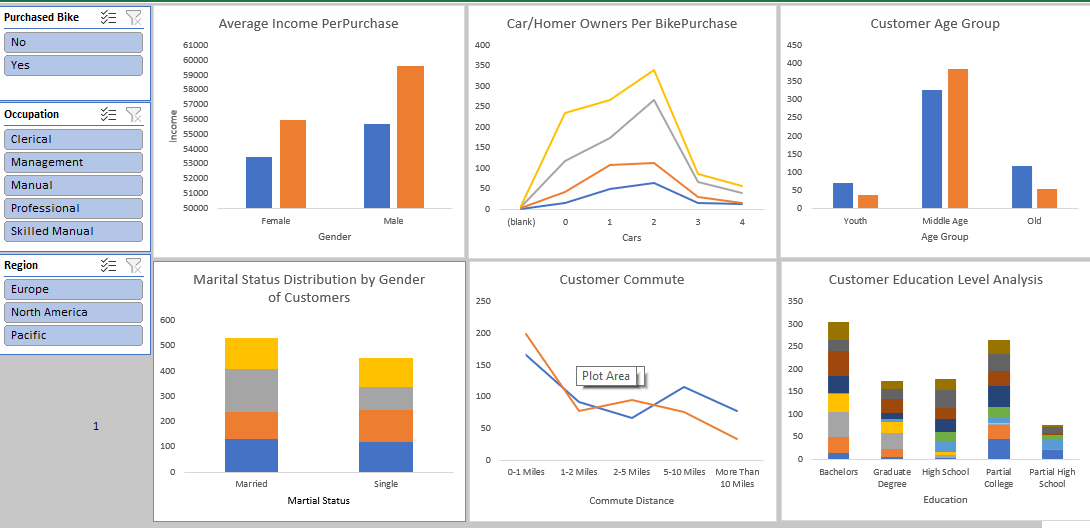 Purchased Bike
No
Yes
Occupation
Clerical
Management
Manual
Professional
Skilled Manual
Region
Europe
North America
Pacific
1
Average Income PerPurchase
61000
60000
59000
58000
57000
56000
55000
54000
53000
52000
51000
50000
Income
Female
Male
Gender
Car/Homer Owners Per BikePurchase
400
350
300
250
200
150
100
50
0
(blank)
0
1
2
3
4
Cars
Customer Age Group
450
400
350
300
250
200
150
100
50
0
Youth
Middle Age
Old
Age Group
Marital Status Distribution by Gender
of Customers
600
500
400
300
200
100
0
Married
Single
Martial Status
Customer Commute
250
200
150
100
50
0
Plot Area
0-1 Miles
1-2 Miles
2-5 Miles
5-10 Miles
More Than
10 Miles
Commute Distance
Customer Education Level Analysis
350
300
250
200
150
100
50
0
Bachelors
Graduate
Degree
High School
Partial
College
Partial High
School
Education